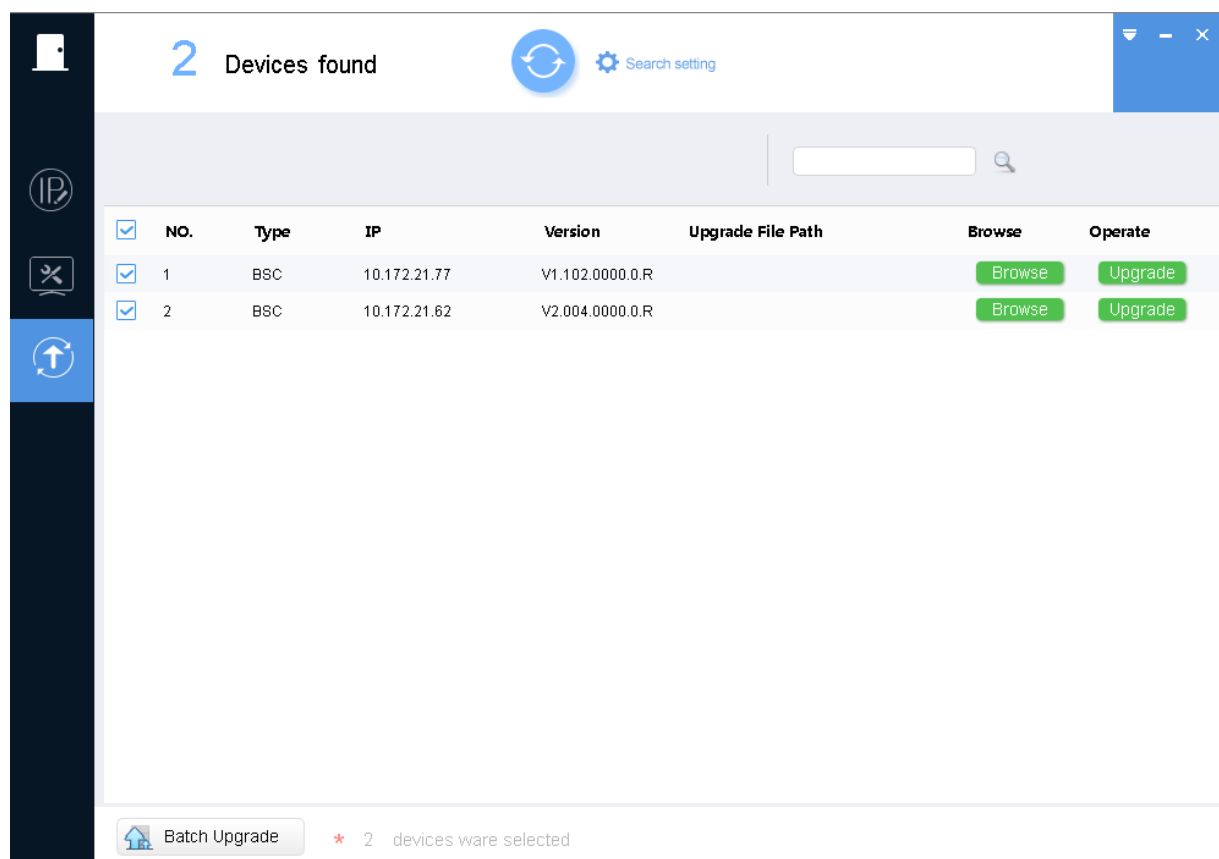 2 Devices found Search setting
IP
NO. Type IP Version Upgrade File Path Browse Operate
1 BSC 10.172.21.77 V1.102.0000.0.R Browse Upgrade
2 BSC 10.172.21.62 V2.004.0000.0.R Browse Upgrade
Batch Upgrade * 2 devices ware selected